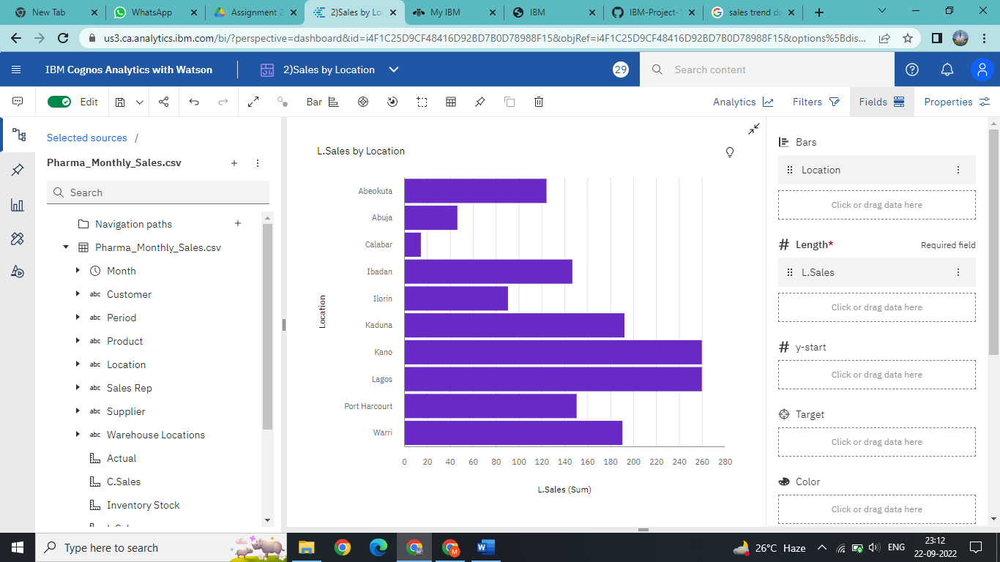 New Tab
WhatsApp
Assignment 2
2)Sales by Loc
My IBM
IBM
IBM-Project-1
sales trend da
us3.ca.analytics.ibm.com/bi/?perspective=dashboard&id=i4F1C25D9CF48416D92BD7B0D78988F15&objRef=i4F1C25D9CF48416D92BD7B0D78988F15&options%5Bdis...
IBM Cognos Analytics with Watson
2)Sales by Location
29
Search content
Edit
Bar
Analytics
Filters
Fields
Properties
Selected sources /
Pharma_Monthly_Sales.csv
Search
Navigation paths
Pharma_Monthly_Sales.csv
Month
abc Customer
abc Period
abc Product
abc Location
abc Sales Rep
abc Supplier
abc Warehouse Locations
Actual
C.Sales
Inventory Stock
L.Sales by Location
Location
Abeokuta
Abuja
Calabar
Ibadan
Ilorin
Kaduna
Kano
Lagos
Port Harcourt
Warri
0 20 40 60 80 100 120 140 160 180 200 220 240 260 280
L.Sales (Sum)
Bars
Location
Click or drag data here
# Length* Required field
L.Sales
Click or drag data here
# y-start
Click or drag data here
Target
Click or drag data here
Color
Click or drag data here
Type here to search
26°C Haze
ENG
23:12
22-09-2022